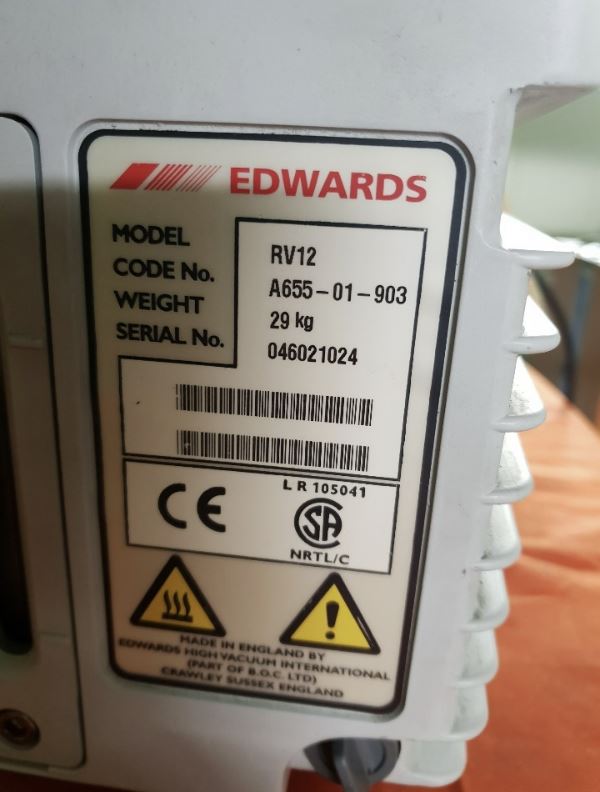 EDWARDS
MODEL RV12
CODE No. A655-01-903
WEIGHT 29 kg
SERIAL No. 046021024
LR 105041
CE SA
NRTL/C
MADE IN ENGLAND BY
EDWARDS HIGH VACUUM INTERNATIONAL
(PART OF B.O.C. LTD)
CRAWLEY SUSSEX ENGLAND